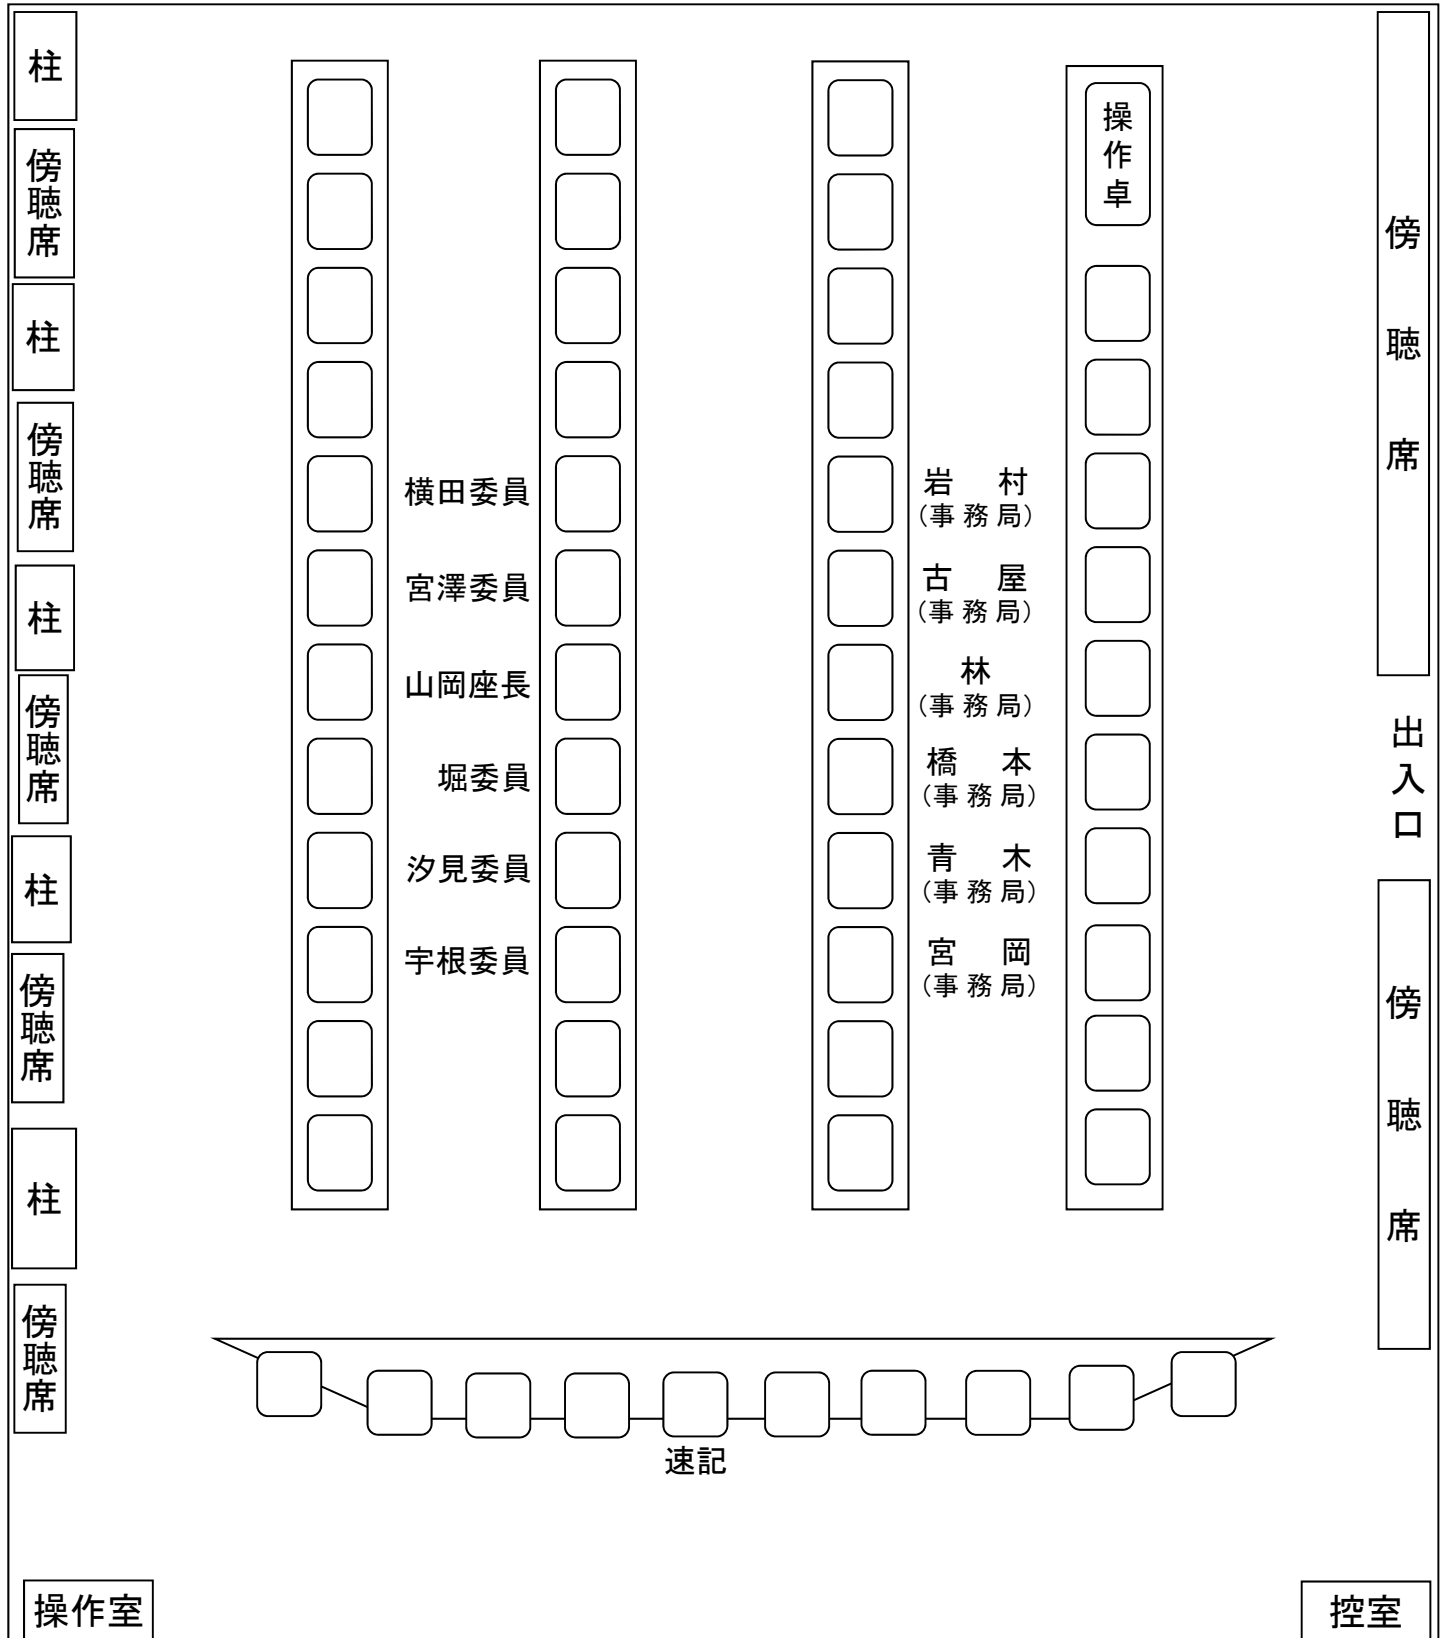 柱
傍聴席
柱
傍聴席
柱
傍聴席
柱
傍聴席
柱
傍聴席
横田委員
宮澤委員
山岡座長
堀委員
汐見委員
宇根委員
岩 村
（事務局）
古 屋
（事務局）
林
（事務局）
橋 本
（事務局）
青 木
（事務局）
宮 岡
（事務局）
操作卓
傍聴席
出入口
傍聴席
速記
操作室
控室